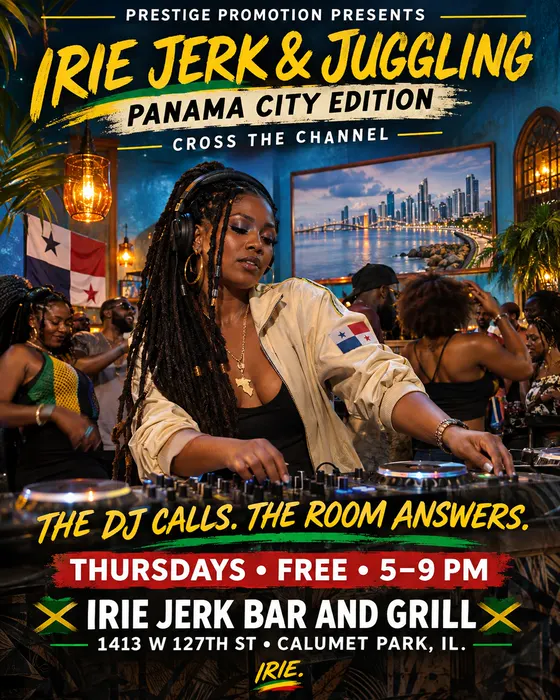 PRESTIGE PROMOTION PRESENTS
IRIE JERK & JUGGLING
PANAMA CITY EDITION
CROSS THE CHANNEL
THE DJ CALLS. THE ROOM ANSWERS.
THURSDAYS • FREE • 5–9 PM
IRIE JERK BAR AND GRILL
1413 W 127TH ST • CALUMET PARK, IL.
IRIE.